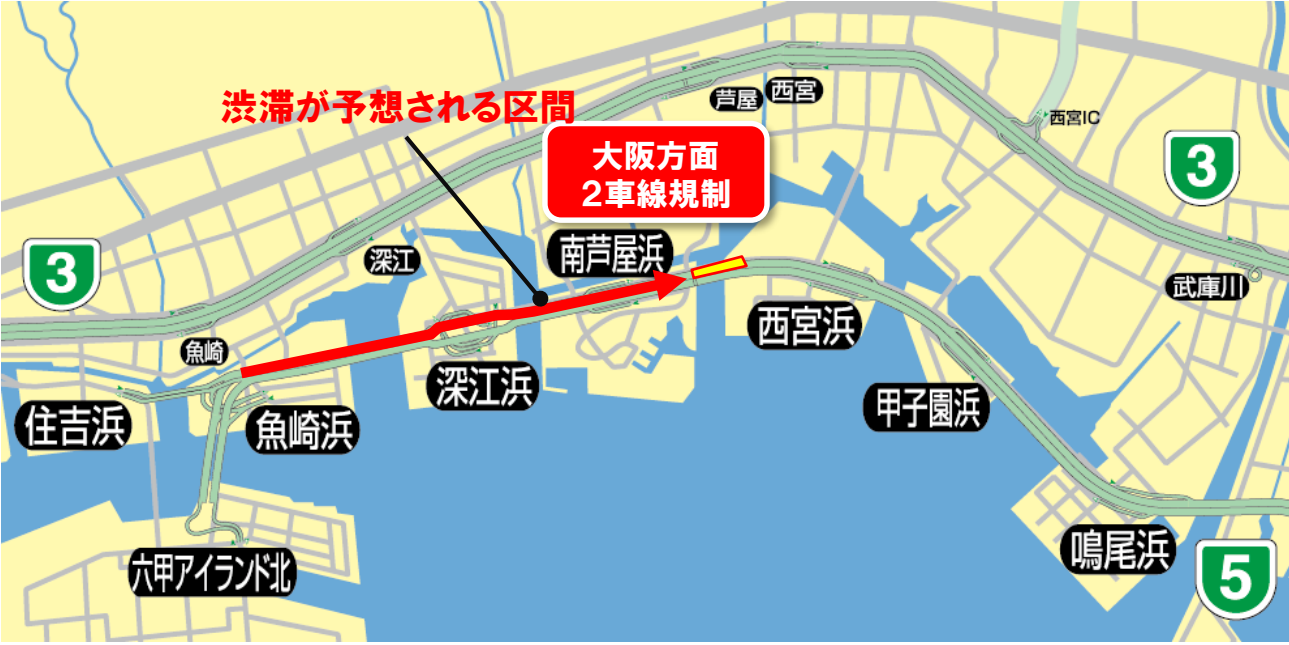 渋滞が予想される区間
芦屋
西宮
西宮IC
大阪方面
2車線規制
3
3
深江
南芦屋浜
武庫川
魚崎
西宮浜
深江浜
甲子園浜
住吉浜
魚崎浜
鳴尾浜
六甲アイランド北
5